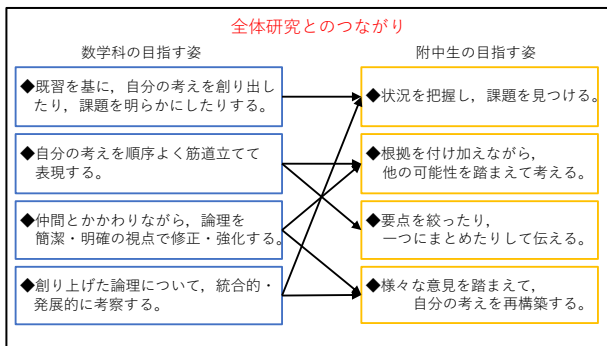 全体研究とのつながり
数学科の目指す姿
◆既習を基に，自分の考えを創り出し
たり，課題を明らかにしたりする。
◆自分の考えを順序よく筋道立てて
表現する。
◆仲間とかかわりながら，論理を
簡潔・明確の視点で修正・強化する。
◆創り上げた論理について，統合的・
発展的に考察する。
附中生の目指す姿
◆状況を把握し，課題を見つける。
◆根拠を付け加えながら，
他の可能性を踏まえて考える。
◆要点を絞ったり，
一つにまとめたりして伝える。
◆様々な意見を踏まえて，
自分の考えを再構築する。